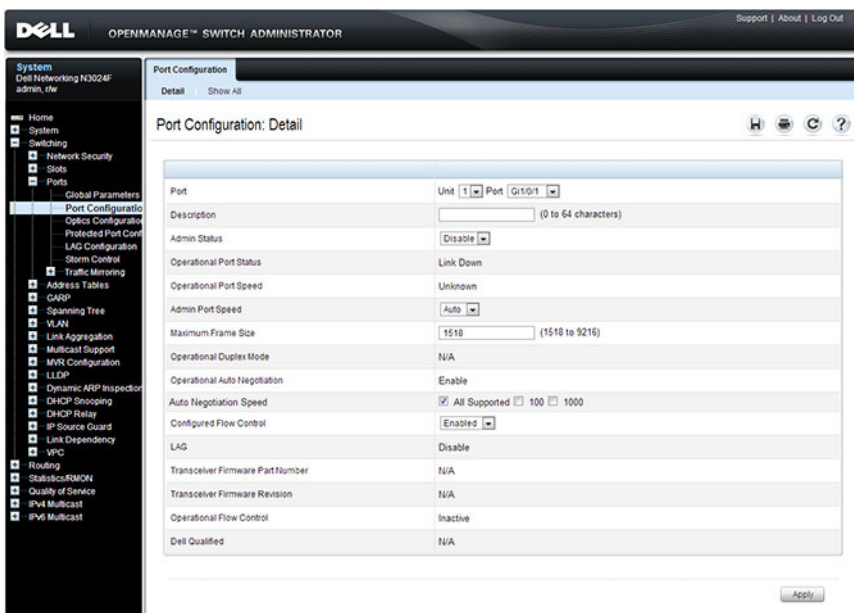 Support | About | Log Out
DELL OPENMANAGE™ SWITCH ADMINISTRATOR
System
Dell Networking N3024F
admin, r/w
Home
System
Switching
Network Security
Slots
Ports
Global Parameters
Port Configuratio
Optics Configuration
Protected Port Conf
LAG Configuration
Storm Control
Traffic Mirroring
Address Tables
GARP
Spanning Tree
VLAN
Link Aggregation
Multicast Support
MVR Configuration
LLDP
Dynamic ARP Inspection
DHCP Snooping
DHCP Relay
IP Source Guard
Link Dependency
VPC
Routing
Statistics/RMON
Quality of Service
IPv4 Multicast
IPv6 Multicast
Port Configuration
Detail Show All
Port Configuration: Detail
Port Unit 1 Port Gi1/0/1
Description (0 to 64 characters)
Admin Status Disable
Operational Port Status Link Down
Operational Port Speed Unknown
Admin Port Speed Auto
Maximum Frame Size 1518 (1518 to 9216)
Operational Duplex Mode N/A
Operational Auto Negotiation Enable
Auto Negotiation Speed All Supported 100 1000
Configured Flow Control Enabled
LAG Disable
Transceiver Firmware Part Number N/A
Transceiver Firmware Revision N/A
Operational Flow Control Inactive
Dell Qualified N/A
Apply